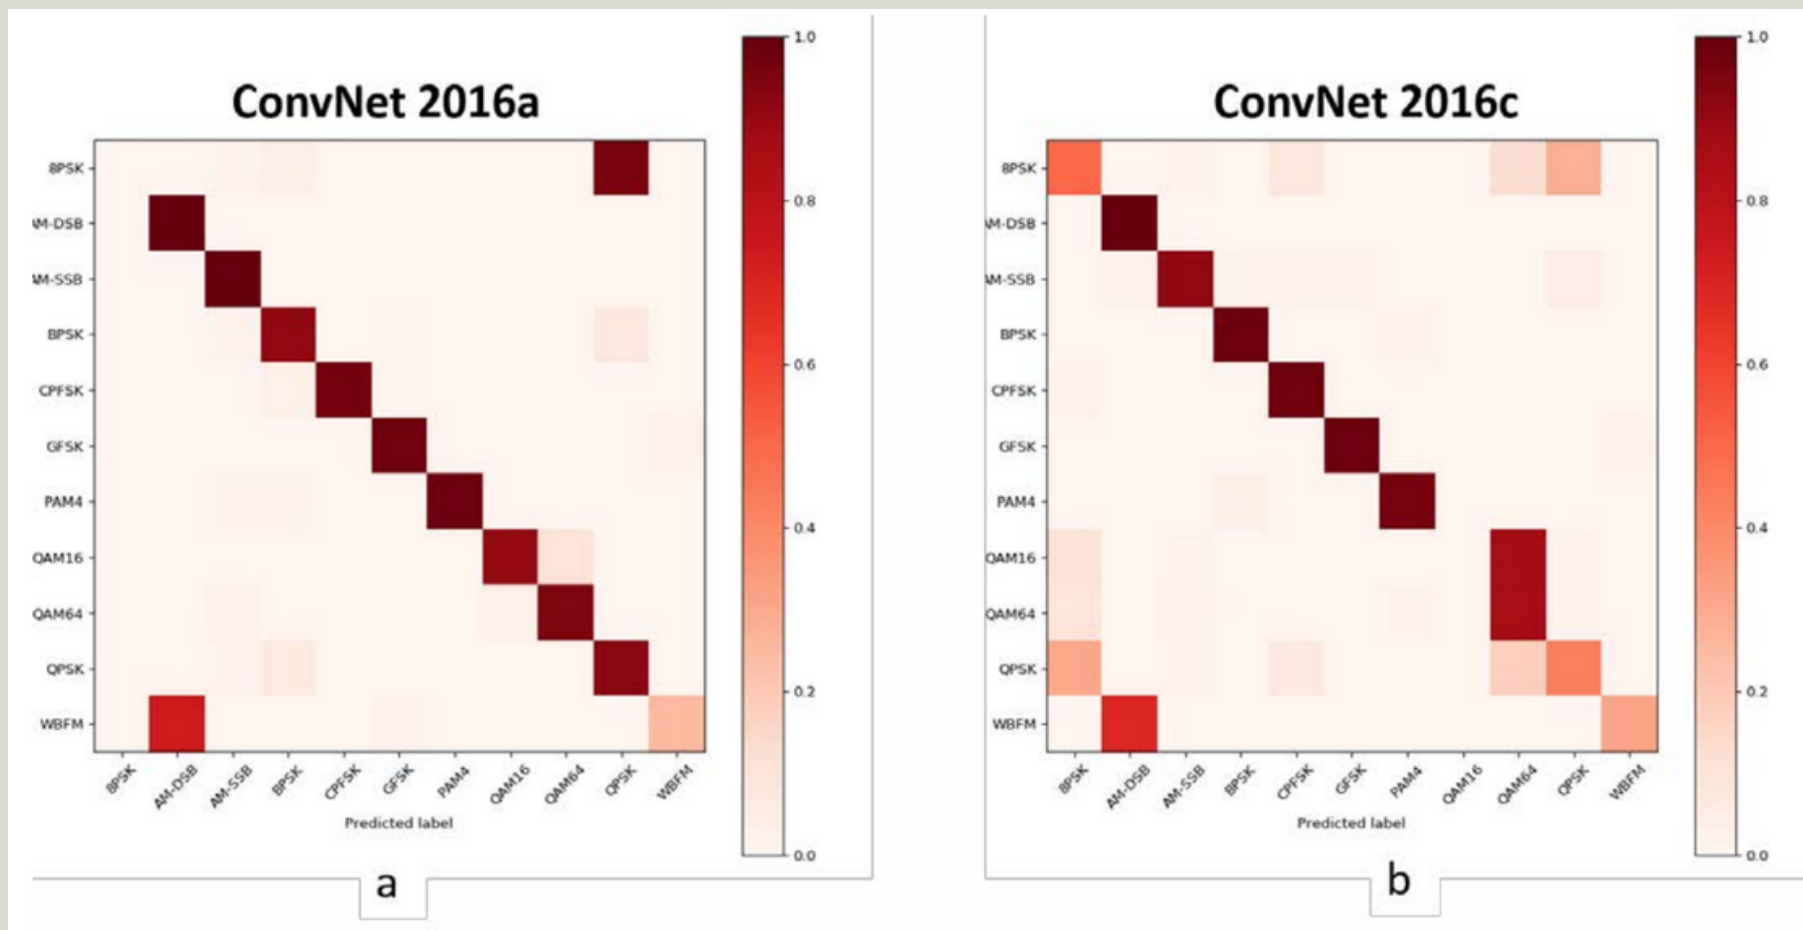 ConvNet 2016a
1.0
0.8
0.6
0.4
0.2
0.0
8PSK
M-DSB
M-SSB
BPSK
CPFSK
GFSK
PAM4
QAM16
QAM64
QPSK
WBFM
8PSK
AM-DSB
AM-SSB
BPSK
CPFSK
GFSK
PAM4
QAM16
QAM64
QPSK
WBFM
Predicted label
a
ConvNet 2016c
1.0
0.8
0.6
0.4
0.2
0.0
8PSK
M-DSB
M-SSB
BPSK
CPFSK
GFSK
PAM4
QAM16
QAM64
QPSK
WBFM
8PSK
AM-DSB
AM-SSB
BPSK
CPFSK
GFSK
PAM4
QAM16
QAM64
QPSK
WBFM
Predicted label
b